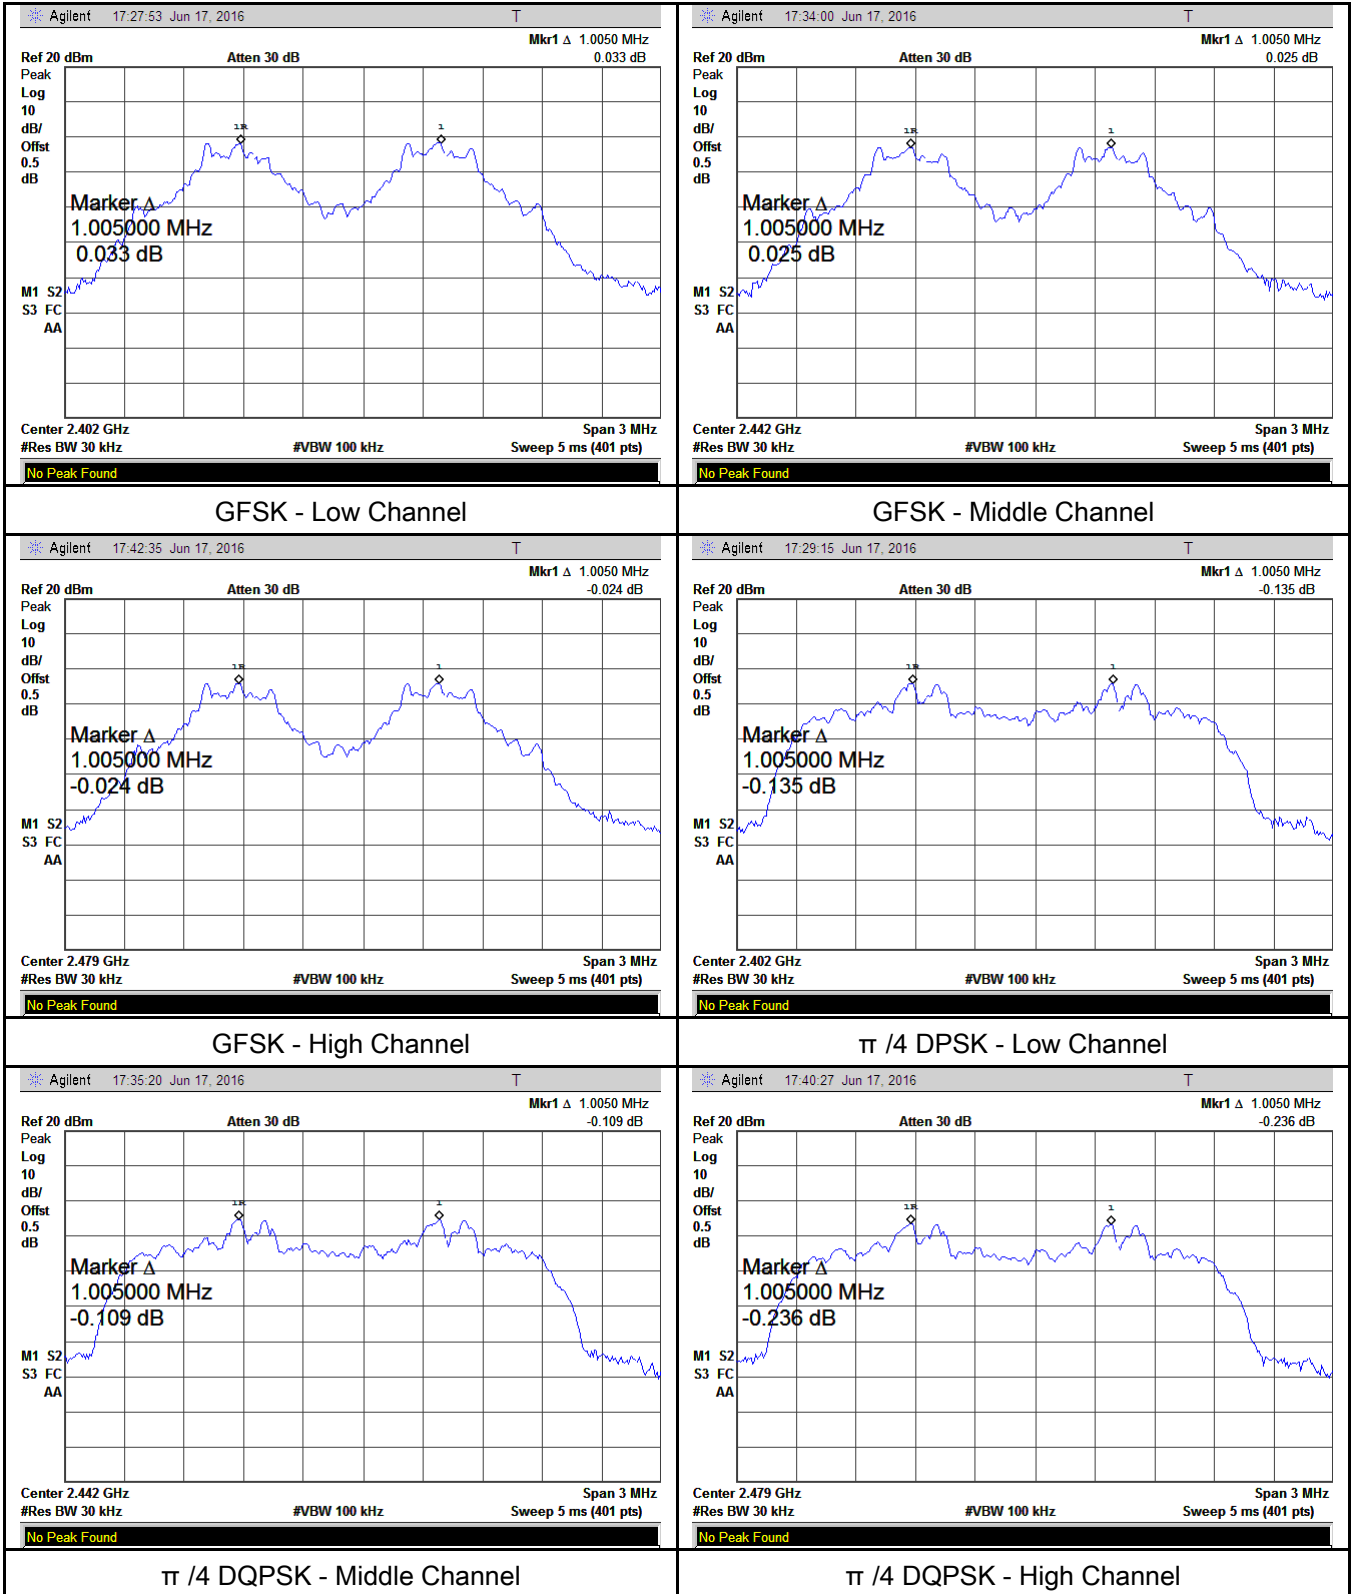 Agilent 17:27:53 Jun 17, 2016 T
Mkr1 Δ 1.0050 MHz
Ref 20 dBm Atten 30 dB 0.033 dB
Peak
Log
10
dB/
Offst
0.5
dB
1R 1
Marker Δ
1.005000 MHz
0.033 dB
M1 S2
S3 FC
AA
Center 2.402 GHz Span 3 MHz
#Res BW 30 kHz #VBW 100 kHz Sweep 5 ms (401 pts)
No Peak Found
GFSK - Low Channel
Agilent 17:34:00 Jun 17, 2016 T
Mkr1 Δ 1.0050 MHz
Ref 20 dBm Atten 30 dB 0.025 dB
Peak
Log
10
dB/
Offst
0.5
dB
1R 1
Marker Δ
1.005000 MHz
0.025 dB
M1 S2
S3 FC
AA
Center 2.442 GHz Span 3 MHz
#Res BW 30 kHz #VBW 100 kHz Sweep 5 ms (401 pts)
No Peak Found
GFSK - Middle Channel
Agilent 17:42:35 Jun 17, 2016 T
Mkr1 Δ 1.0050 MHz
Ref 20 dBm Atten 30 dB -0.024 dB
Peak
Log
10
dB/
Offst
0.5
dB
1R 1
Marker Δ
1.005000 MHz
-0.024 dB
M1 S2
S3 FC
AA
Center 2.479 GHz Span 3 MHz
#Res BW 30 kHz #VBW 100 kHz Sweep 5 ms (401 pts)
No Peak Found
GFSK - High Channel
Agilent 17:29:15 Jun 17, 2016 T
Mkr1 Δ 1.0050 MHz
Ref 20 dBm Atten 30 dB -0.135 dB
Peak
Log
10
dB/
Offst
0.5
dB
1R 1
Marker Δ
1.005000 MHz
-0.135 dB
M1 S2
S3 FC
AA
Center 2.402 GHz Span 3 MHz
#Res BW 30 kHz #VBW 100 kHz Sweep 5 ms (401 pts)
No Peak Found
π /4 DPSK - Low Channel
Agilent 17:35:20 Jun 17, 2016 T
Mkr1 Δ 1.0050 MHz
Ref 20 dBm Atten 30 dB -0.109 dB
Peak
Log
10
dB/
Offst
0.5
dB
1R 1
Marker Δ
1.005000 MHz
-0.109 dB
M1 S2
S3 FC
AA
Center 2.442 GHz Span 3 MHz
#Res BW 30 kHz #VBW 100 kHz Sweep 5 ms (401 pts)
No Peak Found
π /4 DQPSK - Middle Channel
Agilent 17:40:27 Jun 17, 2016 T
Mkr1 Δ 1.0050 MHz
Ref 20 dBm Atten 30 dB -0.236 dB
Peak
Log
10
dB/
Offst
0.5
dB
1R 1
Marker Δ
1.005000 MHz
-0.236 dB
M1 S2
S3 FC
AA
Center 2.479 GHz Span 3 MHz
#Res BW 30 kHz #VBW 100 kHz Sweep 5 ms (401 pts)
No Peak Found
π /4 DQPSK - High Channel